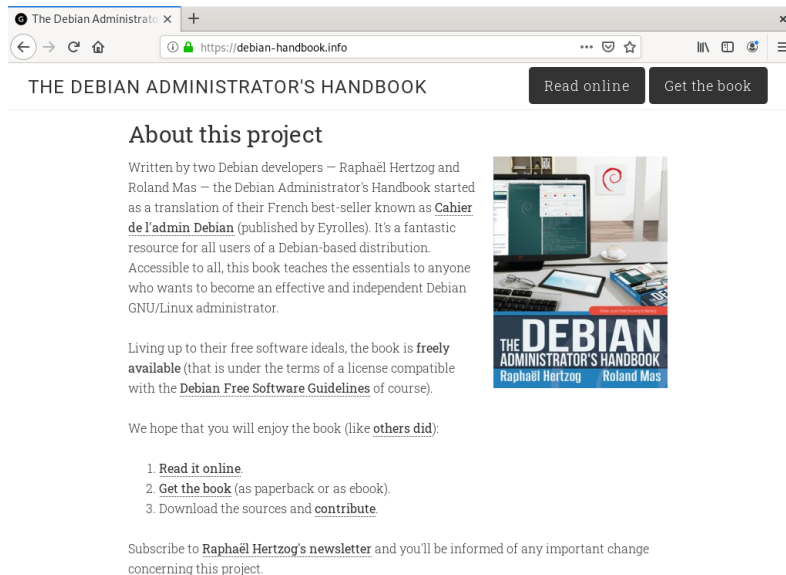 The Debian Administrato
https://debian-handbook.info
THE DEBIAN ADMINISTRATOR'S HANDBOOK
Read online
Get the book
About this project
Written by two Debian developers — Raphaël Hertzog and
Roland Mas — the Debian Administrator's Handbook started
as a translation of their French best-seller known as Cahier
de l'admin Debian (published by Eyrolles). It's a fantastic
resource for all users of a Debian-based distribution.
Accessible to all, this book teaches the essentials to anyone
who wants to become an effective and independent Debian
GNU/Linux administrator.
Living up to their free software ideals, the book is freely
available (that is under the terms of a license compatible
with the Debian Free Software Guidelines of course).
THE DEBIAN
ADMINISTRATOR'S HANDBOOK
Raphaël Hertzog Roland Mas
We hope that you will enjoy the book (like others did):
1. Read it online.
2. Get the book (as paperback or as ebook).
3. Download the sources and contribute.
Subscribe to Raphaël Hertzog's newsletter and you'll be informed of any important change
concerning this project.